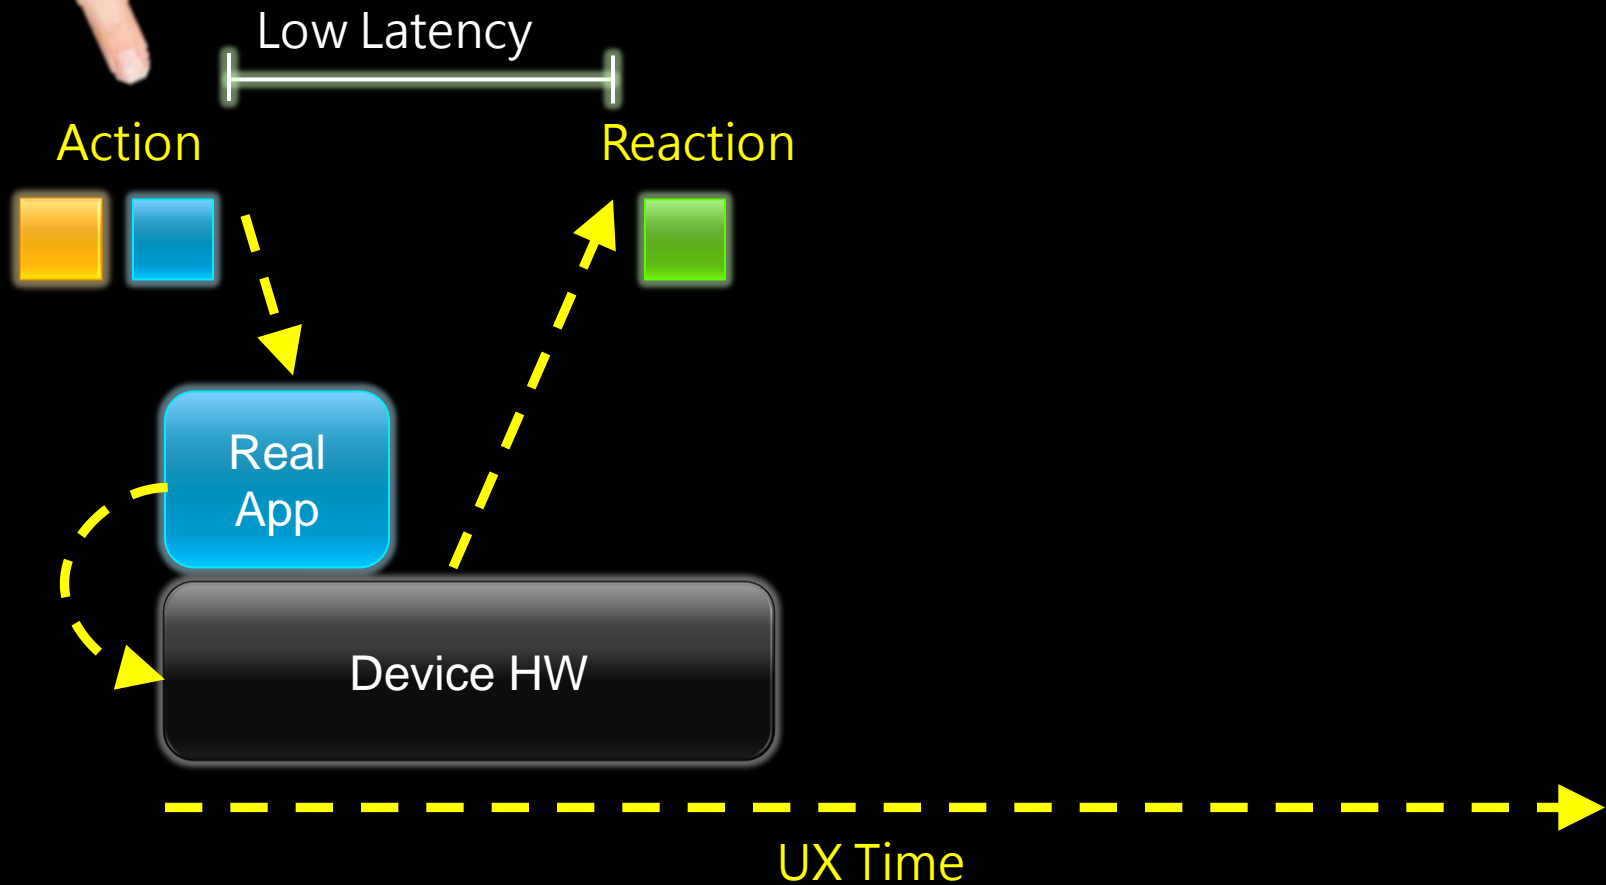 Low Latency
Action
Reaction
Real
App
Device HW
UX Time